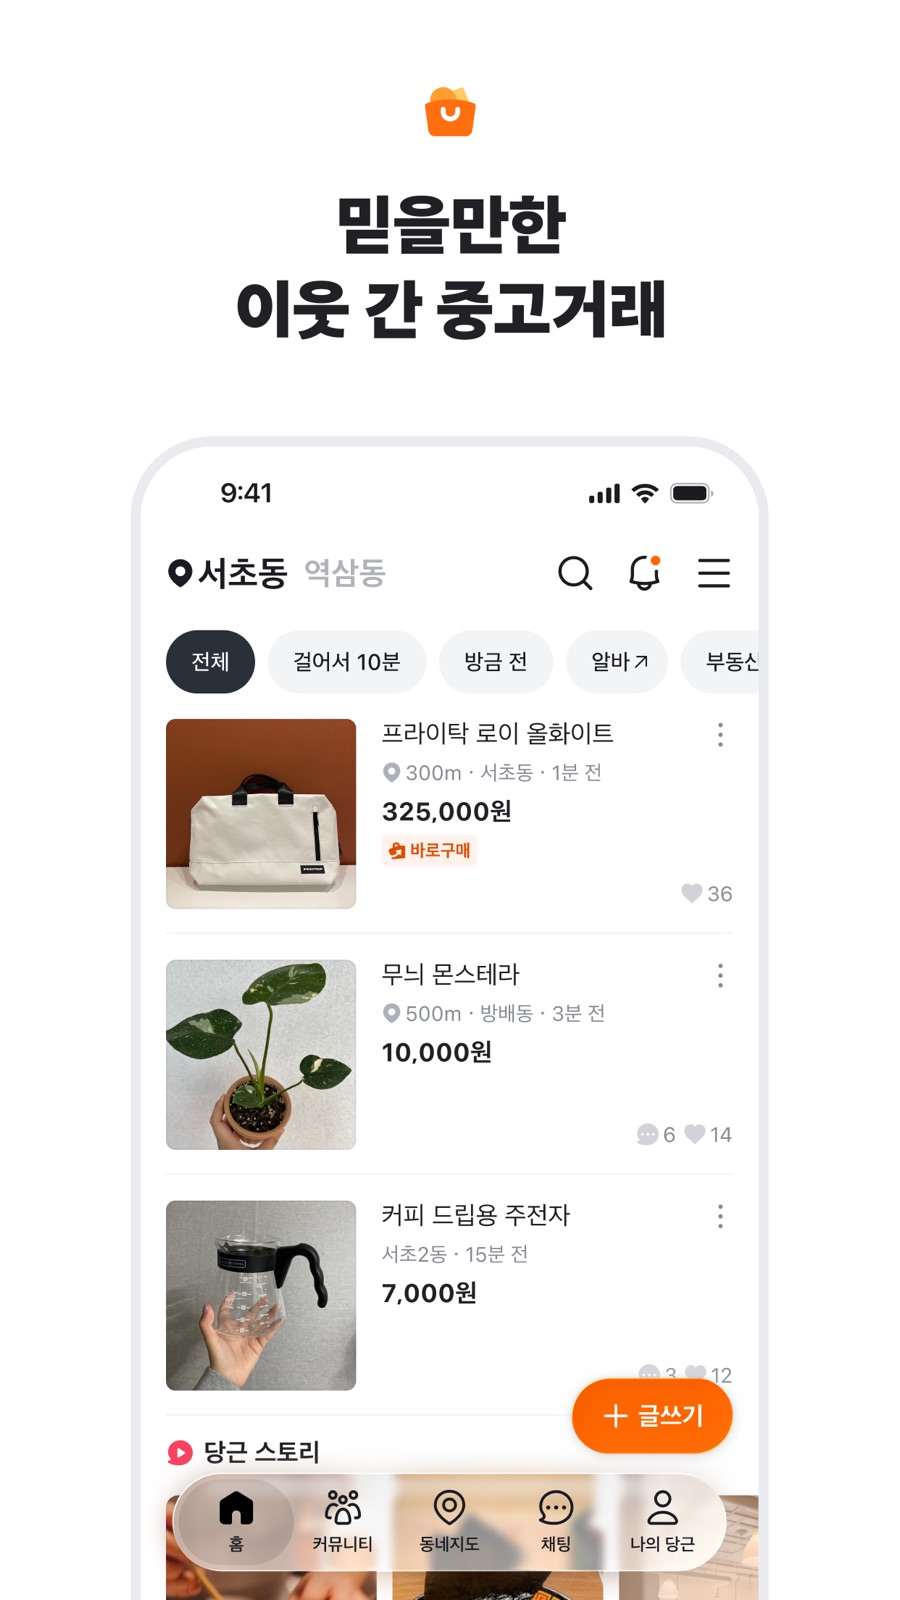 믿을만한
이웃 간 중고거래
9:41
서초동 역삼동
전체 걸어서 10분 방금 전 알바 부동산
프라이탁 로이 올화이트
300m · 서초동 · 1분 전
325,000원
바로구매
36
무늬 몬스테라
500m · 방배동 · 3분 전
10,000원
6 14
커피 드립용 주전자
서초2동 · 15분 전
7,000원
3 12
+ 글쓰기
당근 스토리
홈 커뮤니티 동네지도 채팅 나의 당근